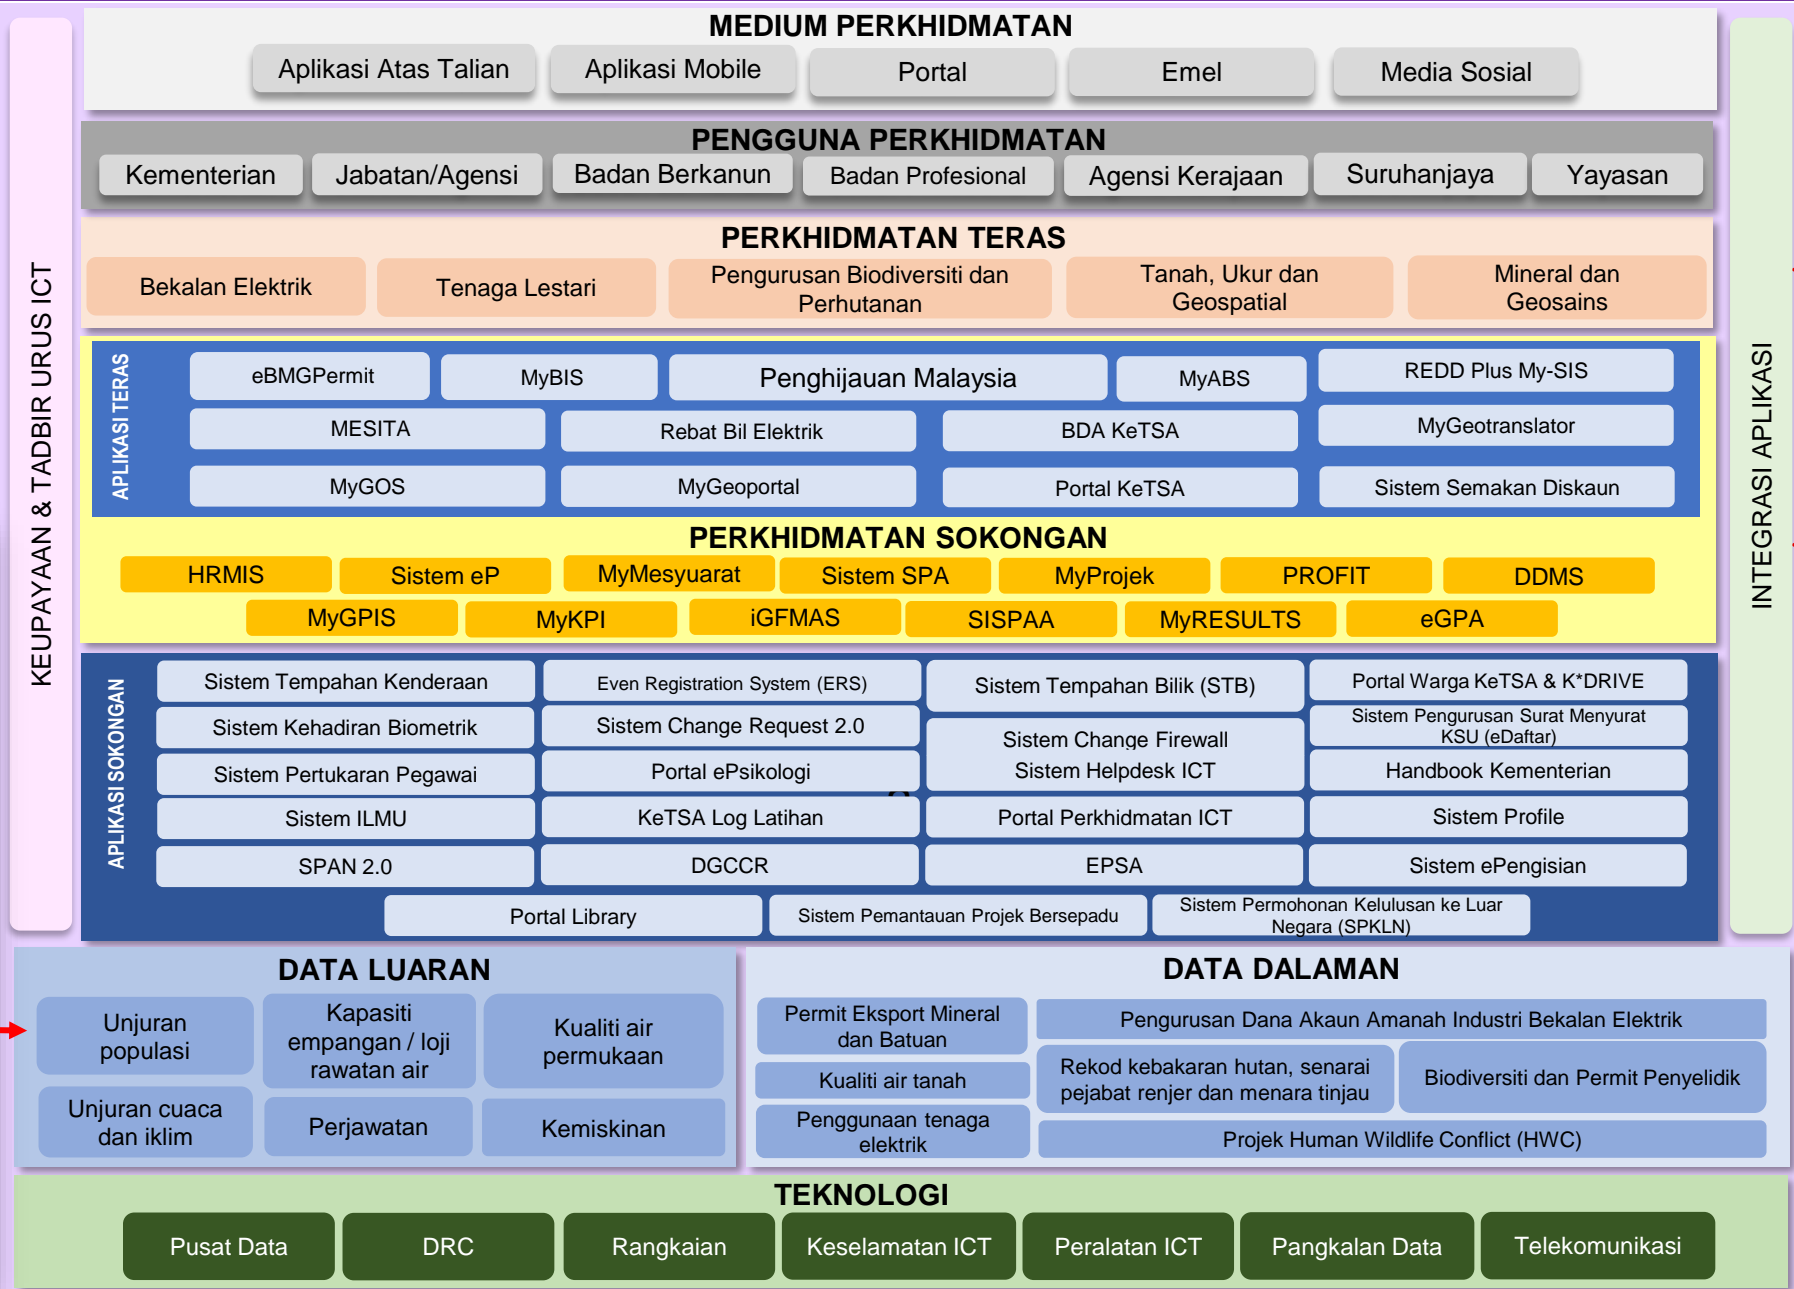 MEDIUM PERKHIDMATAN
Aplikasi Atas Talian
Aplikasi Mobile
Portal
Emel
Media Sosial
PENGGUNA PERKHIDMATAN
Kementerian
Jabatan/Agensi
Badan Berkanun
Badan Profesional
Agensi Kerajaan
Suruhanjaya
Yayasan
PERKHIDMATAN TERAS
Bekalan Elektrik
Tenaga Lestari
Pengurusan Biodiversiti dan
Perhutanan
Tanah, Ukur dan
Geospatial
Mineral dan
Geosains
KEUPAYAAN & TADBIR URUS ICT
INTEGRASI APLIKASI
APLIKASI TERAS
eBMGPermit
MyBIS
Penghijauan Malaysia
MyABS
REDD Plus My-SIS
MESITA
Rebat Bil Elektrik
BDA KeTSA
MyGeotranslator
MyGOS
MyGeoportal
Portal KeTSA
Sistem Semakan Diskaun
PERKHIDMATAN SOKONGAN
HRMIS
Sistem eP
MyMesyuarat
Sistem SPA
MyProjek
PROFIT
DDMS
MyGPIS
MyKPI
iGFMAS
SISPAA
MyRESULTS
eGPA
APLIKASI SOKONGAN
Sistem Tempahan Kenderaan
Even Registration System (ERS)
Sistem Tempahan Bilik (STB)
Portal Warga KeTSA & K*DRIVE
Sistem Kehadiran Biometrik
Sistem Change Request 2.0
Sistem Change Firewall
Sistem Pengurusan Surat Menyurat
KSU (eDaftar)
Sistem Pertukaran Pegawai
Portal ePsikologi
Sistem Helpdesk ICT
Handbook Kementerian
Sistem ILMU
KeTSA Log Latihan
Portal Perkhidmatan ICT
Sistem Profile
SPAN 2.0
DGCCR
EPSA
Sistem ePengisian
Portal Library
Sistem Pemantauan Projek Bersepadu
Sistem Permohonan Kelulusan ke Luar
Negara (SPKLN)
DATA LUARAN
Unjuran
populasi
Kapasiti
empangan / loji
rawatan air
Kualiti air
permukaan
Unjuran cuaca
dan iklim
Perjawatan
Kemiskinan
DATA DALAMAN
Permit Eksport Mineral
dan Batuan
Pengurusan Dana Akaun Amanah Industri Bekalan Elektrik
Kualiti air tanah
Rekod kebakaran hutan, senarai
pejabat renjer dan menara tinjau
Biodiversiti dan Permit Penyelidik
Penggunaan tenaga
elektrik
Projek Human Wildlife Conflict (HWC)
TEKNOLOGI
Pusat Data
DRC
Rangkaian
Keselamatan ICT
Peralatan ICT
Pangkalan Data
Telekomunikasi